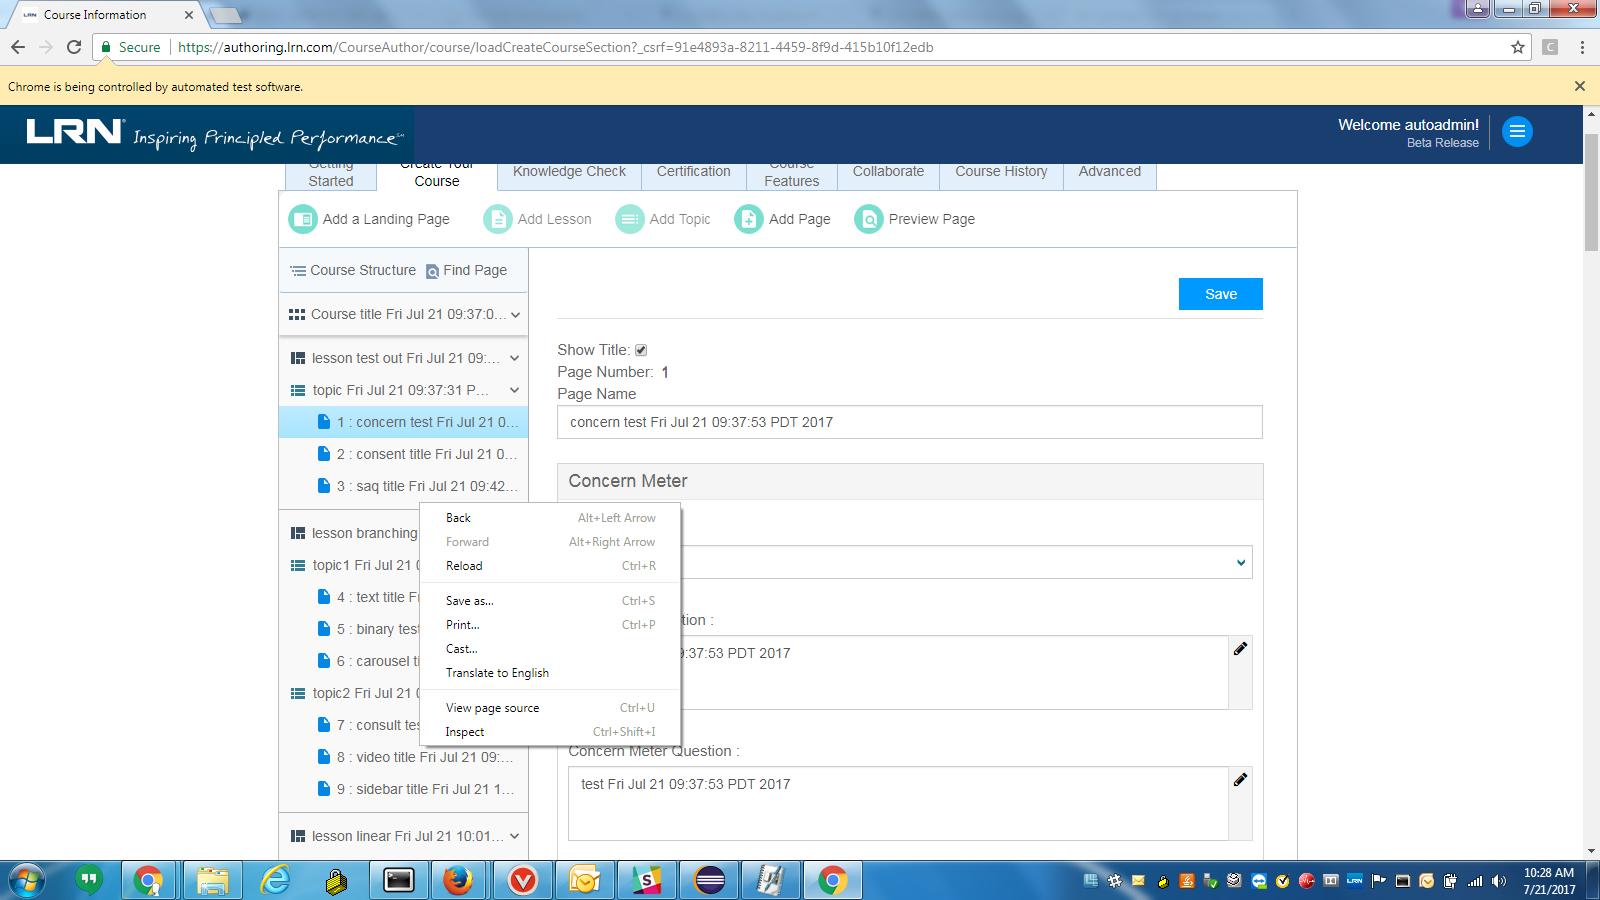 LRN Course Information
Secure https://authoring.lrn.com/CourseAuthor/course/loadCreateCourseSection?_csrf=91e4893a-8211-4459-8f9d-415b10f12edb
C
Chrome is being controlled by automated test software.
LRN Inspiring Principled Performance
Welcome autoadmin!
Beta Release
Getting Started
Create Your Course
Knowledge Check
Certification
Course Features
Collaborate
Course History
Advanced
Add a Landing Page
Add Lesson
Add Topic
Add Page
Preview Page
Course Structure
Find Page
Course title Fri Jul 21 09:37:0...
lesson test out Fri Jul 21 09:...
topic Fri Jul 21 09:37:31 P...
1 : concern test Fri Jul 21 0...
2 : consent title Fri Jul 21 0...
3 : saq title Fri Jul 21 09:42...
lesson branching
topic1 Fri Jul 21
4 : text title
5 : binary test
6 : carousel
topic2 Fri Jul 21
7 : consult
8 : video title Fri Jul 21 09:...
9 : sidebar title Fri Jul 21 1...
lesson linear Fri Jul 21 10:01...
Back Alt+Left Arrow
Forward Alt+Right Arrow
Reload Ctrl+R
Save as... Ctrl+S
Print... Ctrl+P
Cast...
Translate to English
View page source Ctrl+U
Inspect Ctrl+Shift+I
Save
Show Title:
Page Number: 1
Page Name
concern test Fri Jul 21 09:37:53 PDT 2017
Concern Meter
tion :
:37:53 PDT 2017
Concern Meter Question :
test Fri Jul 21 09:37:53 PDT 2017
LRN
10:28 AM
7/21/2017